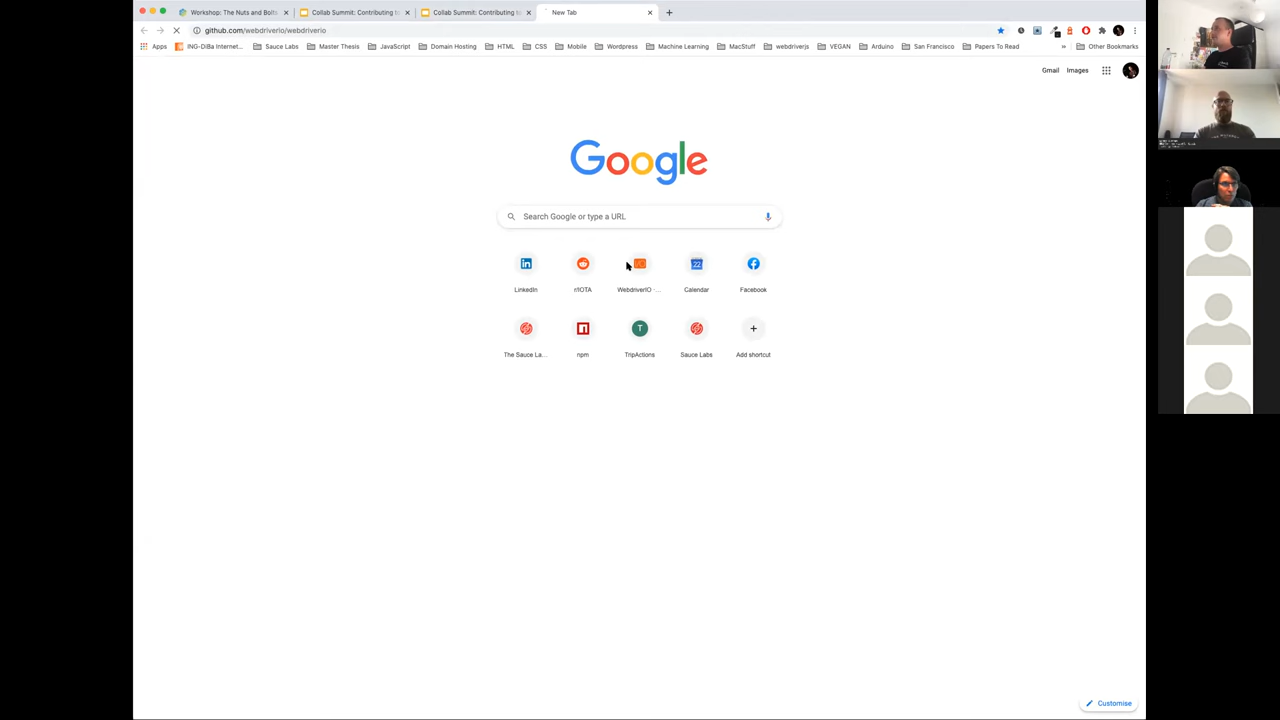 Workshop: The Nuts and Bolts
Collab Summit: Contributing to
Collab Summit: Contributing to
New Tab
github.com/webdriverio/webdriverio
Apps
ING-DiBa Internet...
Sauce Labs
Master Thesis
JavaScript
Domain Hosting
HTML
CSS
Mobile
Wordpress
Machine Learning
MacStuff
webdriverjs
VEGAN
Arduino
San Francisco
Papers To Read
»
Other Bookmarks
Gmail
Images
Google
Search Google or type a URL
LinkedIn
r/IOTA
WebdriverIO -...
Calendar
Facebook
The Sauce La...
npm
TripActions
Sauce Labs
Add shortcut
Customise